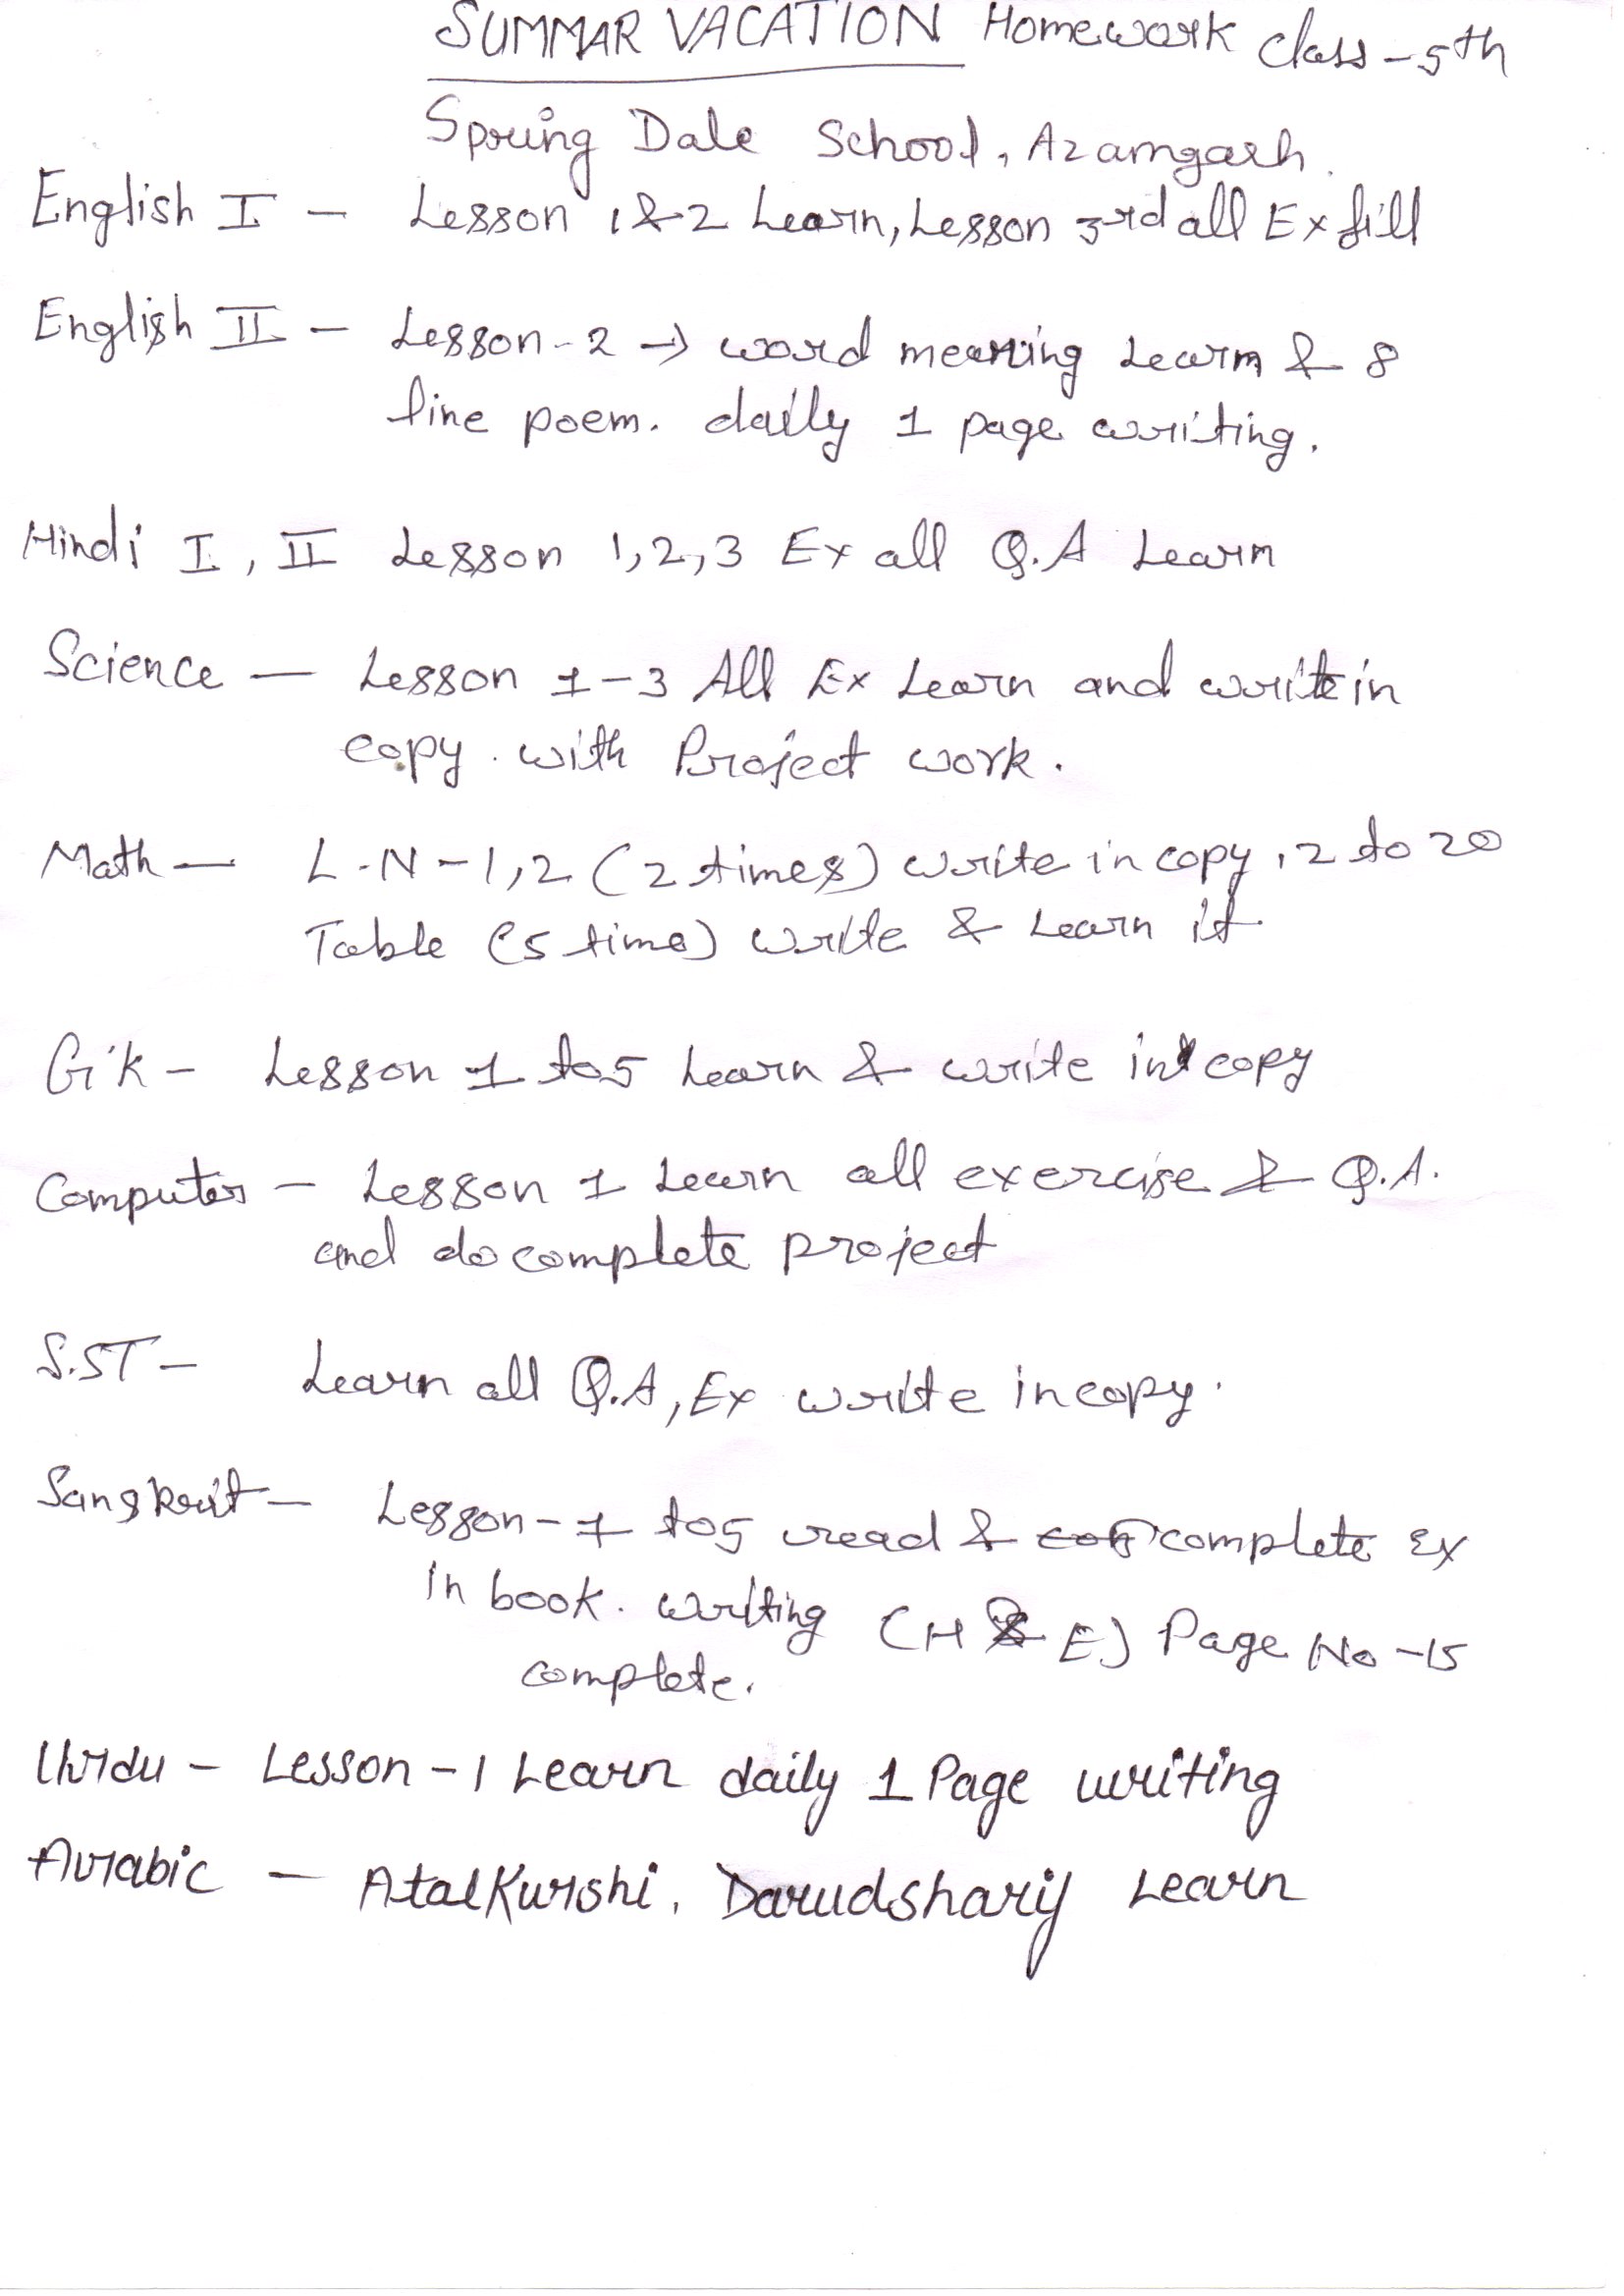 SUMMAR VACATION Homework Class - 5th
Spring Dale School, Azamgarh.
English I - Lesson 1 & 2 Learn, Lesson 3rd all Ex fill
English II - Lesson - 2 → word meaning Learn & 8
line poem. daily 1 page writing.
Hindi I, II Lesson 1,2,3 Ex all Q.A Learn
Science - Lesson 1-3 All Ex Learn and write in
copy. with Project work.
Math - L-N-1,2 (2 times) write in copy, 2 to 20
Table (5 time) write & Learn it
G.K - Lesson 1 to 5 Learn & write in copy
Computer - Lesson 1 Learn all exercise & Q.A.
and do complete project
S.ST - Learn all Q.A, Ex write in copy.
Sanskrit - Lesson - 1 to 5 read & complete Ex
in book. writing (H & E) Page No - 15
complete.
Urdu - Lesson - 1 Learn daily 1 Page writing
Arabic - AtalKurshi. Darudsharif Learn